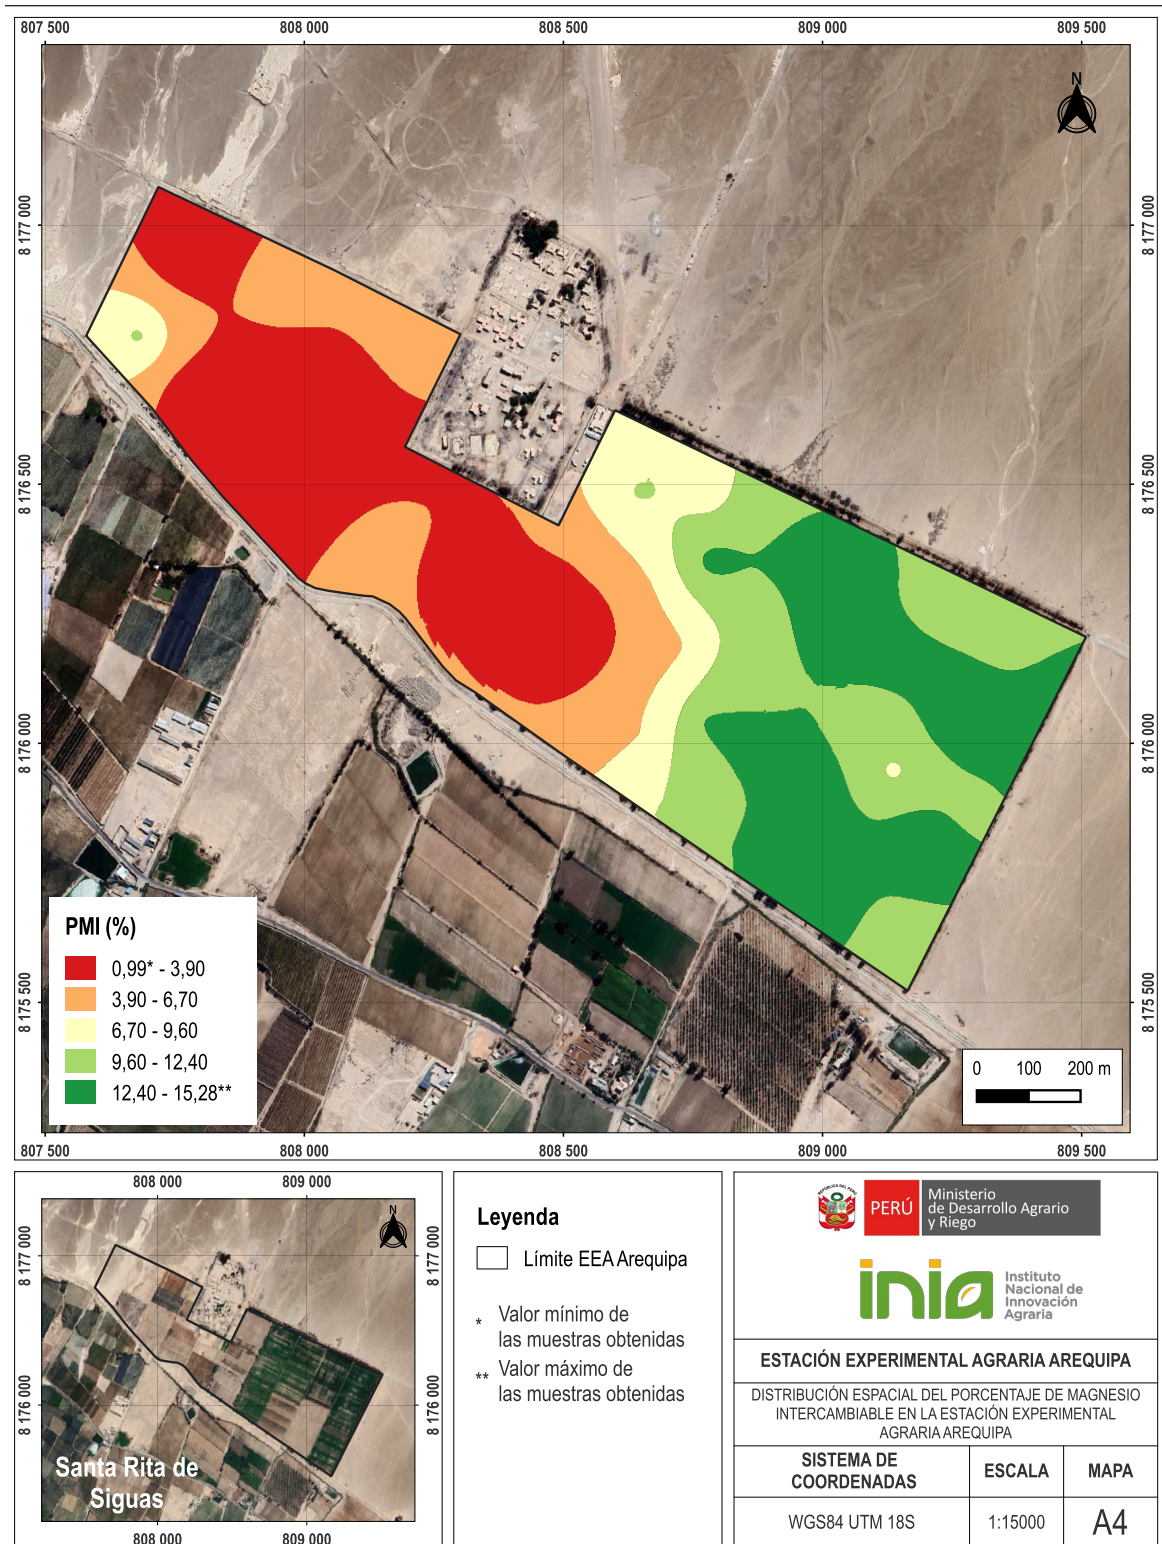 807 500
808 000
808 500
809 000
809 500
N
8 177 000
8 177 000
8 176 500
8 176 500
8 176 000
8 176 000
8 175 500
8 175 500
PMI (%)
0,99* - 3,90
3,90 - 6,70
6,70 - 9,60
9,60 - 12,40
12,40 - 15,28**
0 100 200 m
807 500
808 000
808 500
809 000
809 500
808 000
809 000
N
8 177 000
8 177 000
8 176 000
8 176 000
Santa Rita de
Siguas
808 000
809 000
Leyenda
Límite EEA Arequipa
* Valor mínimo de
las muestras obtenidas
** Valor máximo de
las muestras obtenidas
REPÚBLICA DEL PERÚ
PERÚ
Ministerio
de Desarrollo Agrario
y Riego
inia
Instituto
Nacional de
Innovación
Agraria
ESTACIÓN EXPERIMENTAL AGRARIA AREQUIPA
DISTRIBUCIÓN ESPACIAL DEL PORCENTAJE DE MAGNESIO
INTERCAMBIABLE EN LA ESTACIÓN EXPERIMENTAL
AGRARIA AREQUIPA
SISTEMA DE
COORDENADAS
ESCALA
MAPA
WGS84 UTM 18S
1:15000
A4